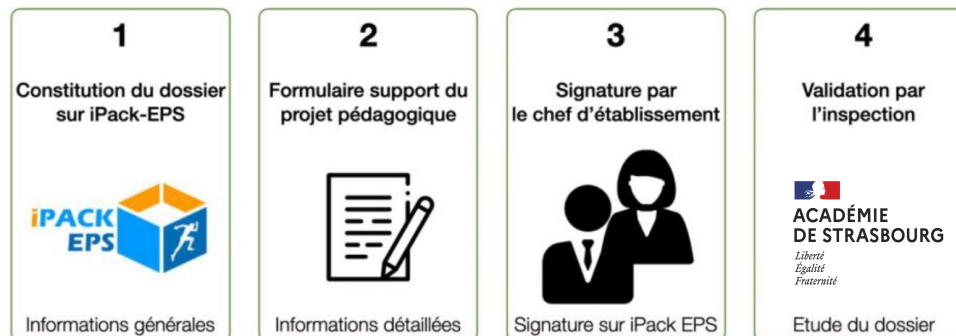 1
Constitution du dossier
sur iPack-EPS
iPACK
EPS
Informations générales
2
Formulaire support du
projet pédagogique
Informations détaillées
3
Signature par
le chef d'établissement
Signature sur iPack EPS
4
Validation par
l'inspection
ACADÉMIE
DE STRASBOURG
Liberté
Égalité
Fraternité
Etude du dossier